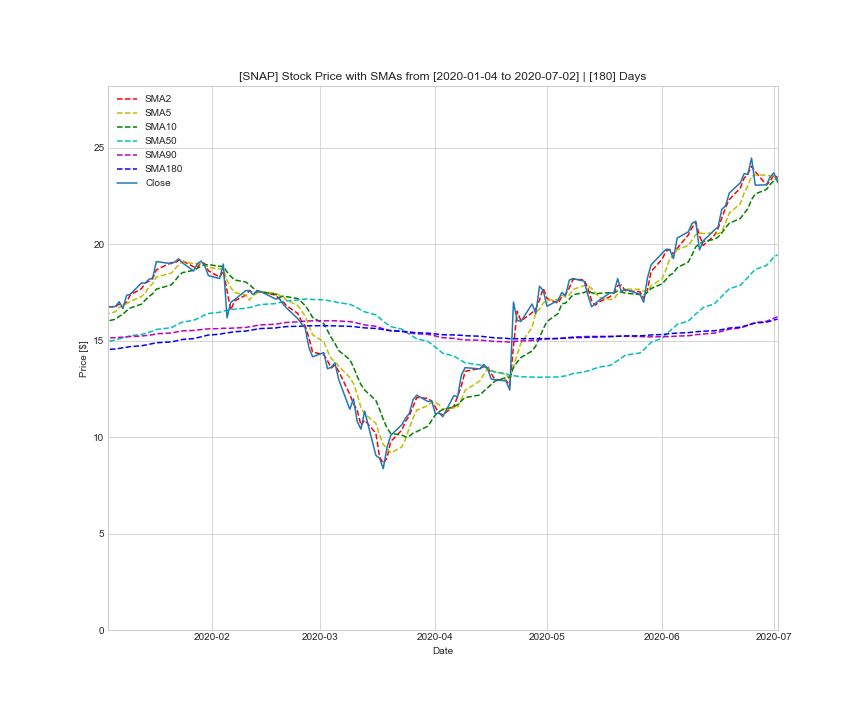 [SNAP] Stock Price with SMAs from [2020-01-04 to 2020-07-02] | [180] Days
SMA2
SMA5
SMA10
SMA50
SMA90
SMA180
Close
25
20
15
10
5
0
Price [$]
2020-02 2020-03 2020-04 2020-05 2020-06 2020-07
Date